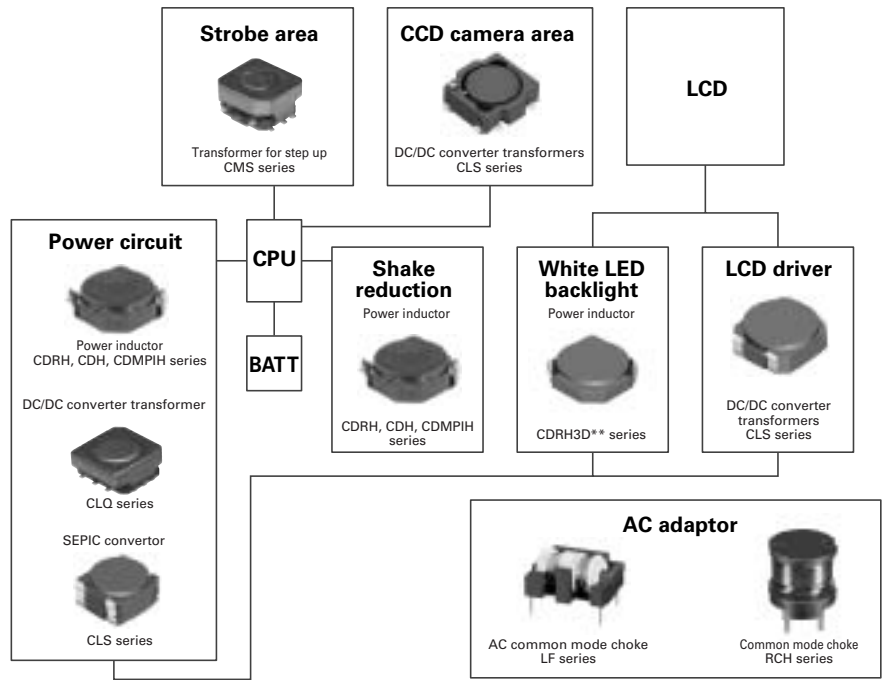 Strobe area
Transformer for step up
CMS series
CCD camera area
DC/DC converter transformers
CLS series
LCD
Power circuit
Power inductor
CDRH, CDH, CDMPIH series
DC/DC converter transformer
CLQ series
SEPIC convertor
CLS series
CPU
BATT
Shake
reduction
Power inductor
CDRH, CDH, CDMPIH
series
White LED
backlight
Power inductor
CDRH3D** series
LCD driver
DC/DC converter
transformers
CLS series
AC adaptor
AC common mode choke
LF series
Common mode choke
RCH series